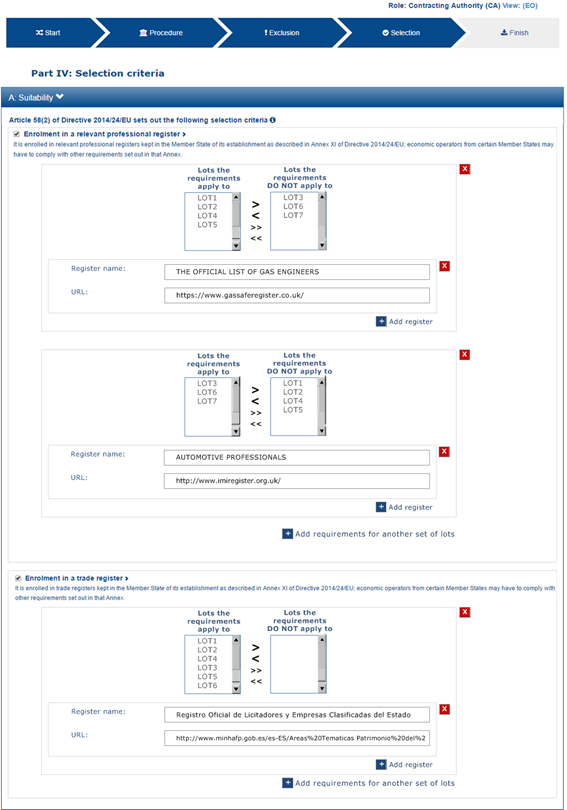 Role: Contracting Authority (CA) View: (EO)
Start
Procedure
Exclusion
Selection
Finish
Part IV: Selection criteria
A: Suitability
Article 58(2) of Directive 2014/24/EU sets out the following selection criteria
Enrolment in a relevant professional register
It is enrolled in relevant professional registers kept in the Member State of its establishment as described in Annex XI of Directive 2014/24/EU; economic operators from certain Member States may
have to comply with other requirements set out in that Annex.
Lots the
requirements
apply to
LOT1
LOT2
LOT4
LOT5
>
<
>>
<<
Lots the
requirements
DO NOT apply to
LOT3
LOT6
LOT7
X
Register name:
THE OFFICIAL LIST OF GAS ENGINEERS
X
URL:
https://www.gassaferegister.co.uk/
+ Add register
Lots the
requirements
apply to
LOT3
LOT6
LOT7
>
<
>>
<<
Lots the
requirements
DO NOT apply to
LOT1
LOT2
LOT4
LOT5
X
Register name:
AUTOMOTIVE PROFESSIONALS
X
URL:
http://www.imiregister.org.uk/
+ Add register
+ Add requirements for another set of lots
Enrolment in a trade register
It is enrolled in trade registers kept in the Member State of its establishment as described in Annex XI of Directive 2014/24/EU; economic operators from certain Member States may have to comply with
other requirements set out in that Annex.
Lots the
requirements
apply to
LOT1
LOT2
LOT4
LOT3
LOT5
LOT6
>
<
>>
<<
Lots the
requirements
DO NOT apply to
X
Register name:
Registro Oficial de Licitadores y Empresas Clasificadas del Estado
X
URL:
http://www.minhafp.gob.es/es-ES/Areas%20Tematicas Patrimonio%20del%2
+ Add register
+ Add requirements for another set of lots